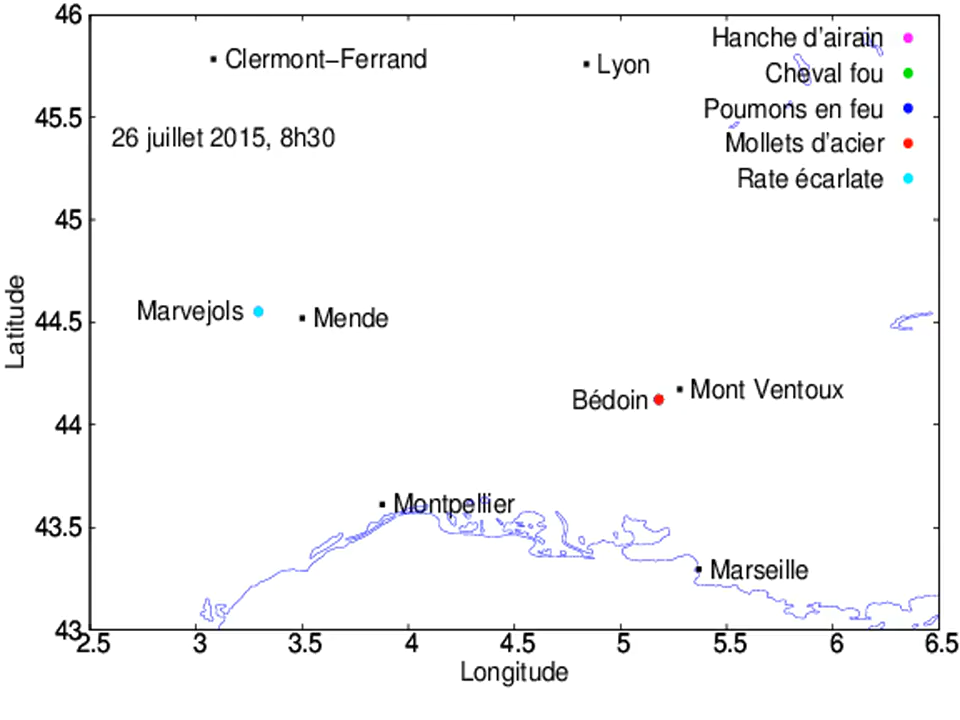 46
Clermont–Ferrand
Lyon
Hanche d'airain
Cheval fou
45.5
26 juillet 2015, 8h30
Poumons en feu
Mollets d'acier
Rate écarlate
45
Latitude
Marvejols
Mende
44.5
Bédoin
Mont Ventoux
44
Montpellier
43.5
Marseille
43
2.5 3 3.5 4 4.5 5 5.5 6 6.5
Longitude